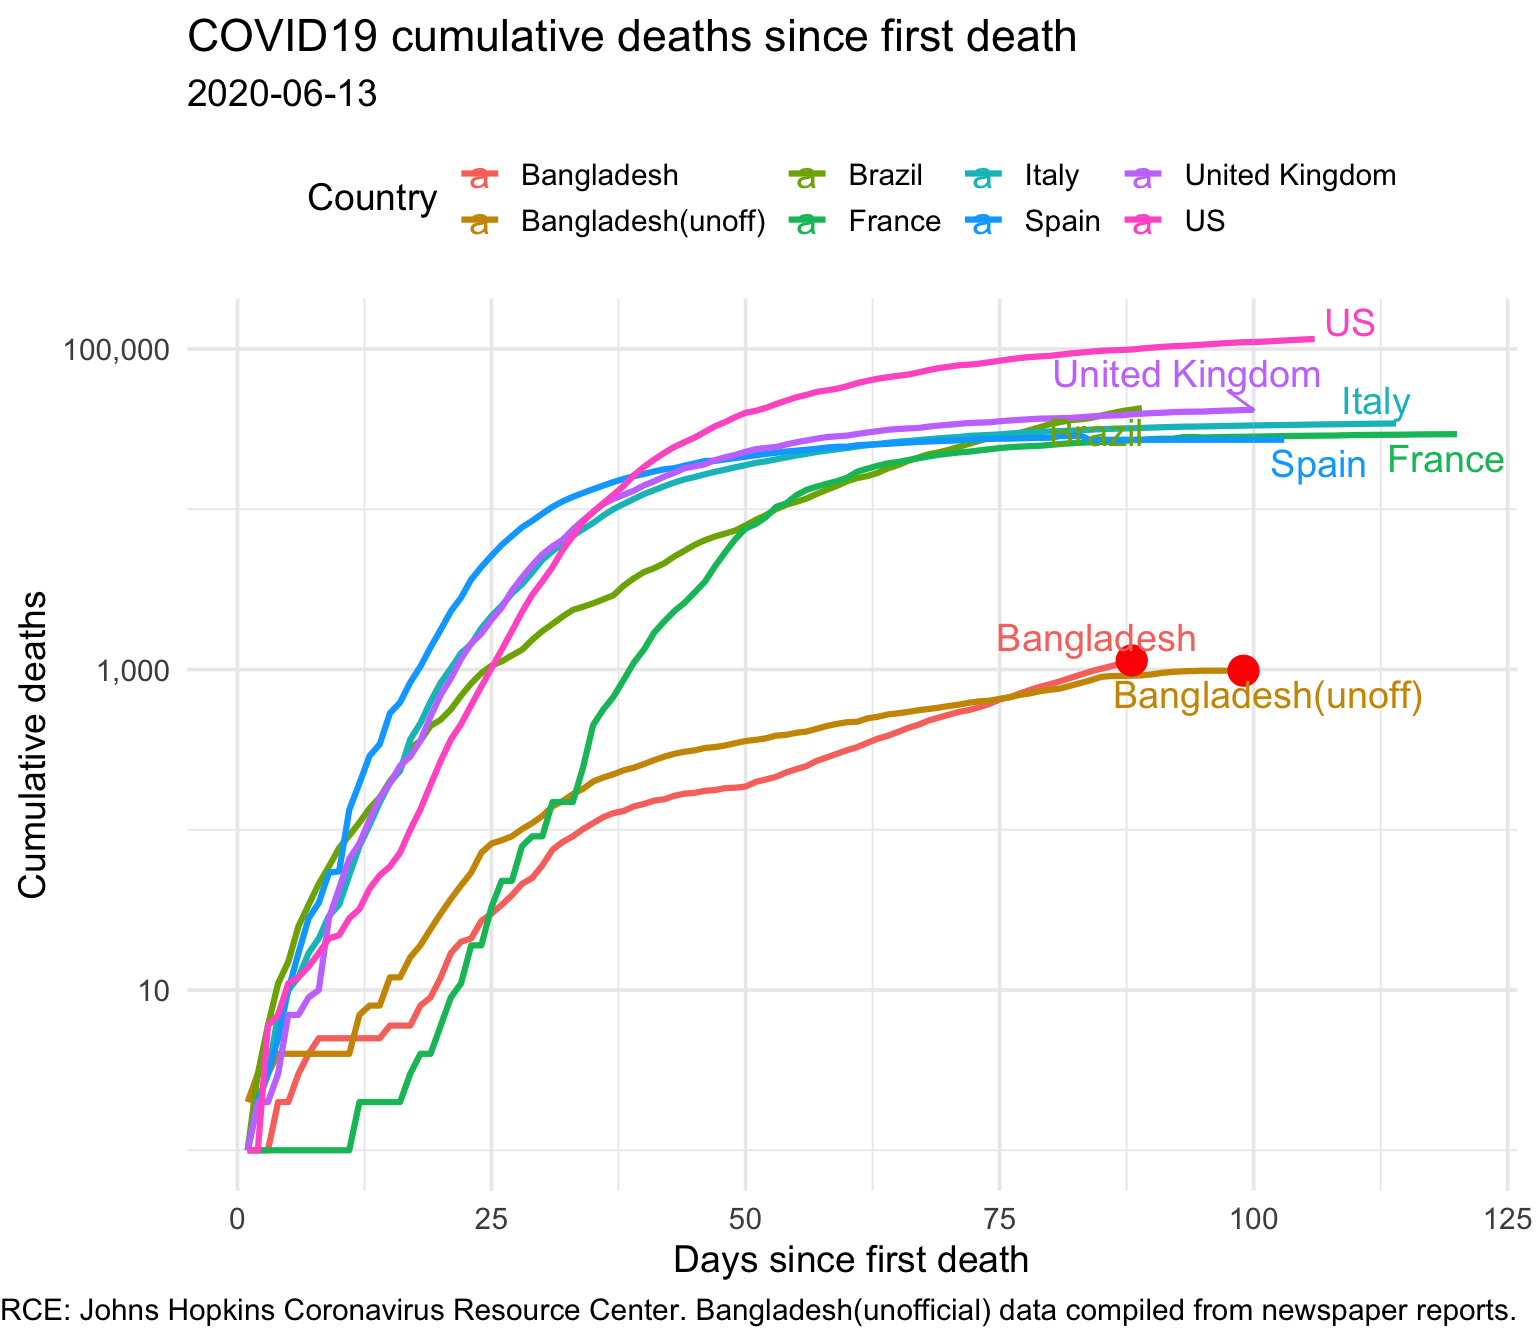 COVID19 cumulative deaths since first death
2020-06-13
Country
a Bangladesh a Brazil a Italy a United Kingdom
a Bangladesh(unoff) a France a Spain a US
100,000
1,000
10
Cumulative deaths
US
United Kingdom
Italy
Brazil
Spain
France
Bangladesh
Bangladesh(unoff)
0 25 50 75 100 125
Days since first death
RCE: Johns Hopkins Coronavirus Resource Center. Bangladesh(unofficial) data compiled from newspaper reports.